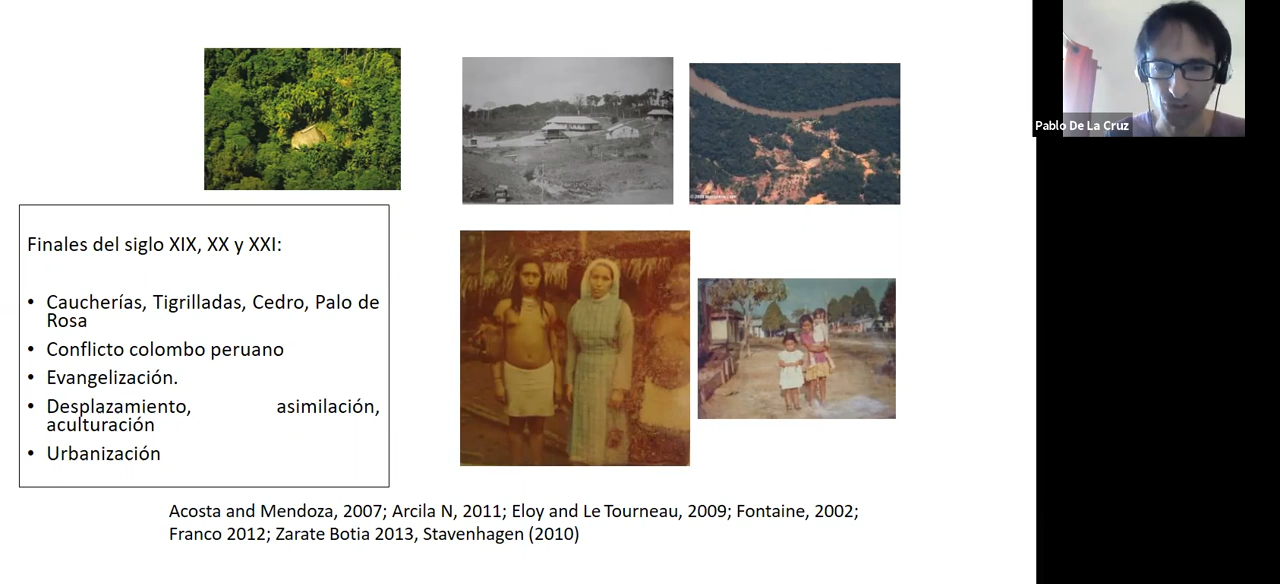 Pablo De La Cruz
Finales del siglo XIX, XX y XXI:
• Caucherías, Tigrilladas, Cedro, Palo de
Rosa
• Conflicto colombo peruano
• Evangelización.
• Desplazamiento, asimilación,
aculturación
• Urbanización
Acosta and Mendoza, 2007; Arcila N, 2011; Eloy and Le Tourneau, 2009; Fontaine, 2002;
Franco 2012; Zarate Botia 2013, Stavenhagen (2010)